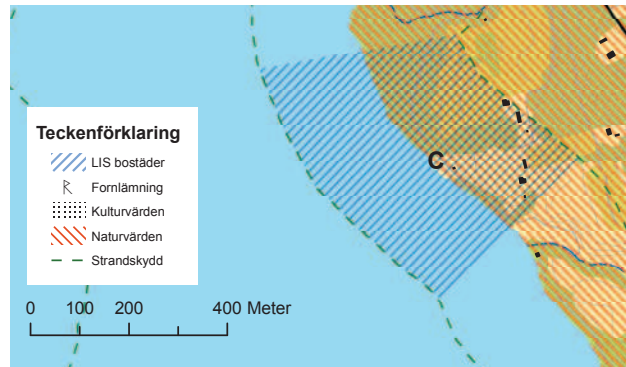 Teckenförklaring
LIS bostäder
Fornlämning
Kulturvärden
Naturvärden
Strandskydd
0 100 200 400 Meter
C